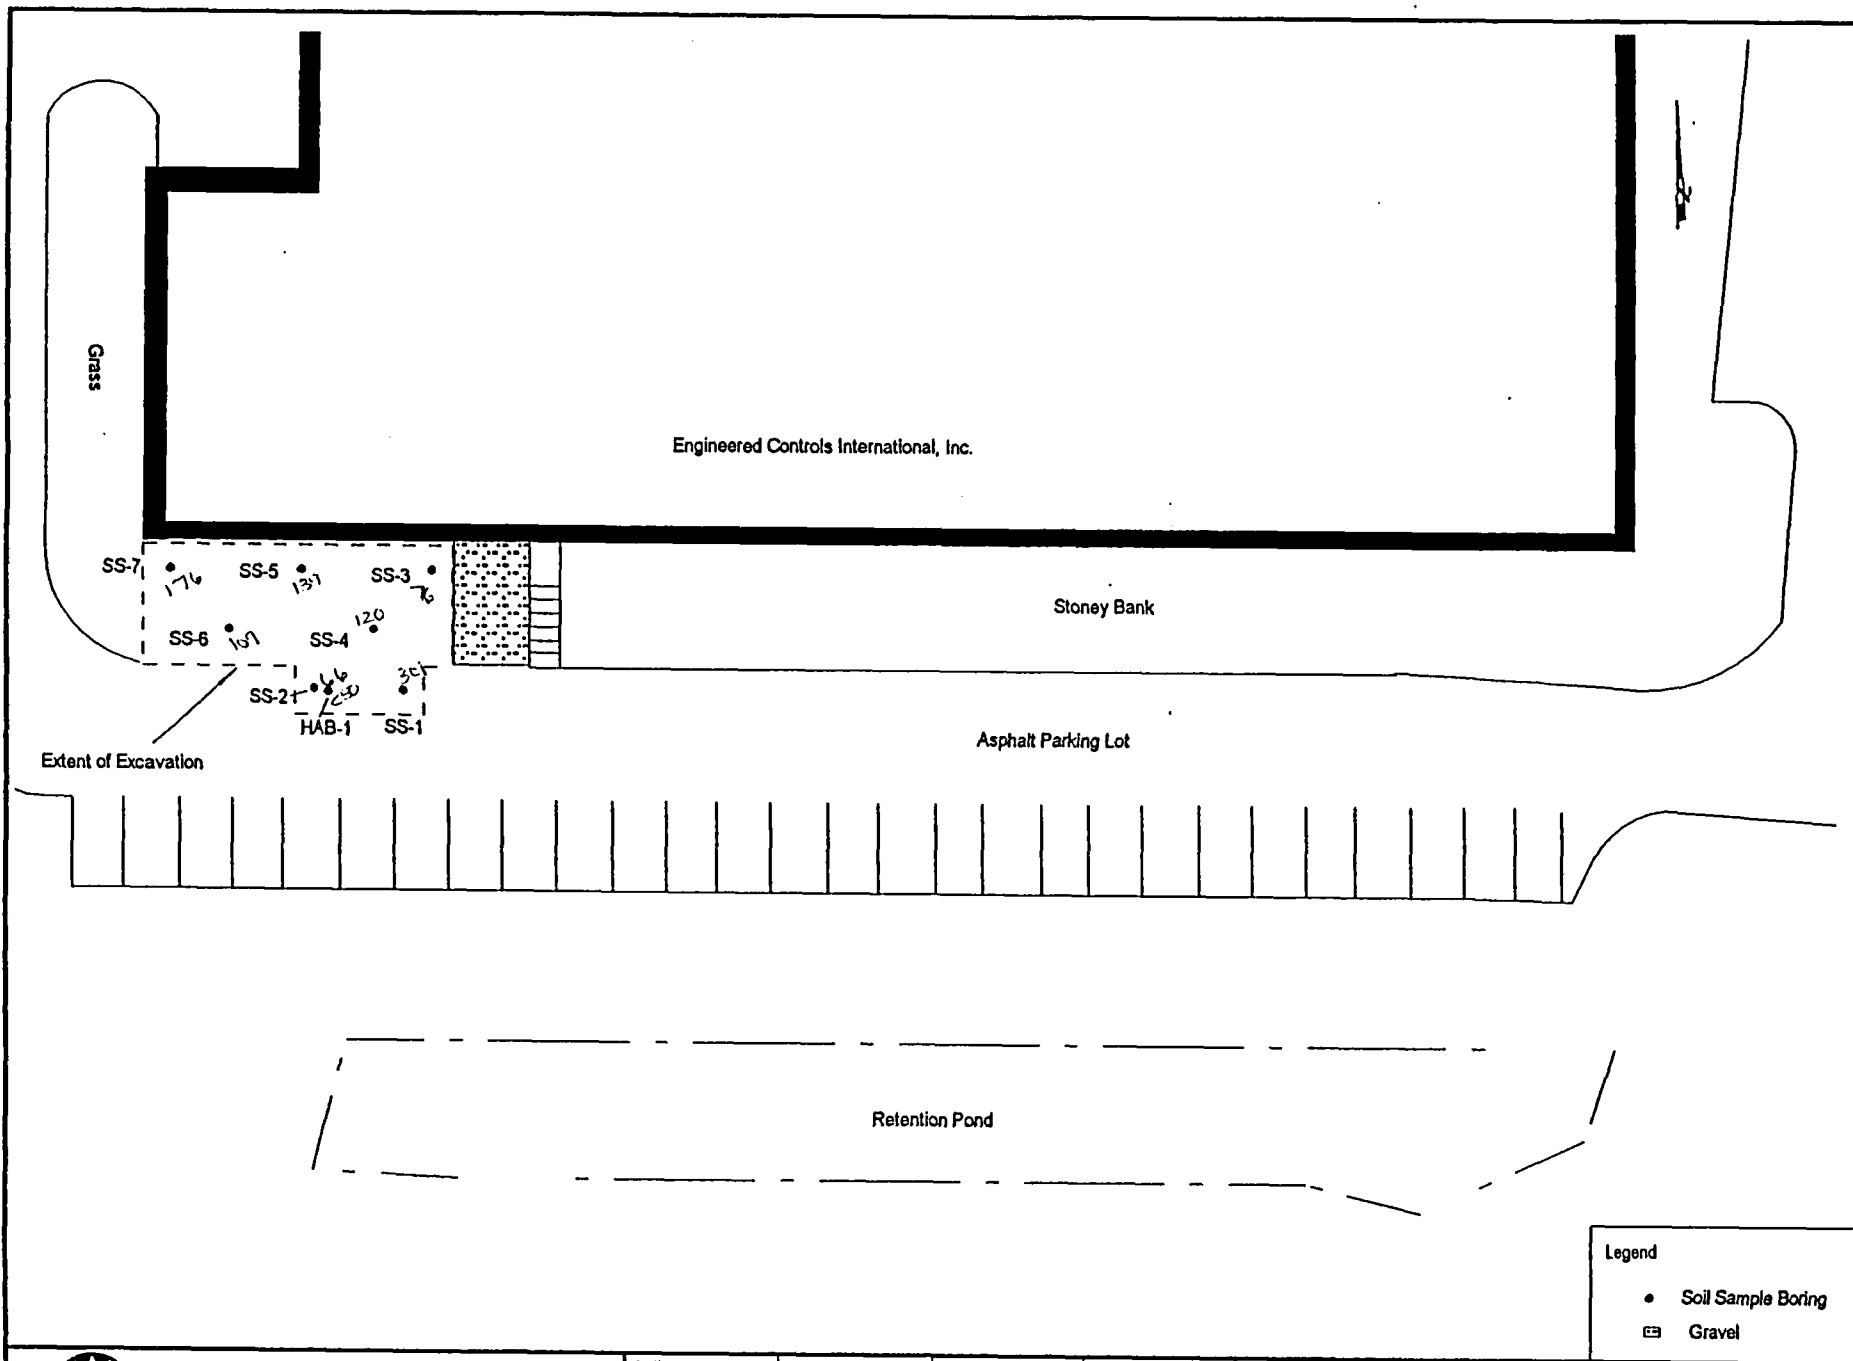 Grass
Engineered Controls International, Inc.
SS-7
176
SS-5
137
SS-3
76
Stoney Bank
SS-6
107
SS-4
120
SS-2
66
<50
HAB-1
SS-1
Extent of Excavation
Asphalt Parking Lot
Retention Pond
Legend
Soil Sample Boring
Gravel